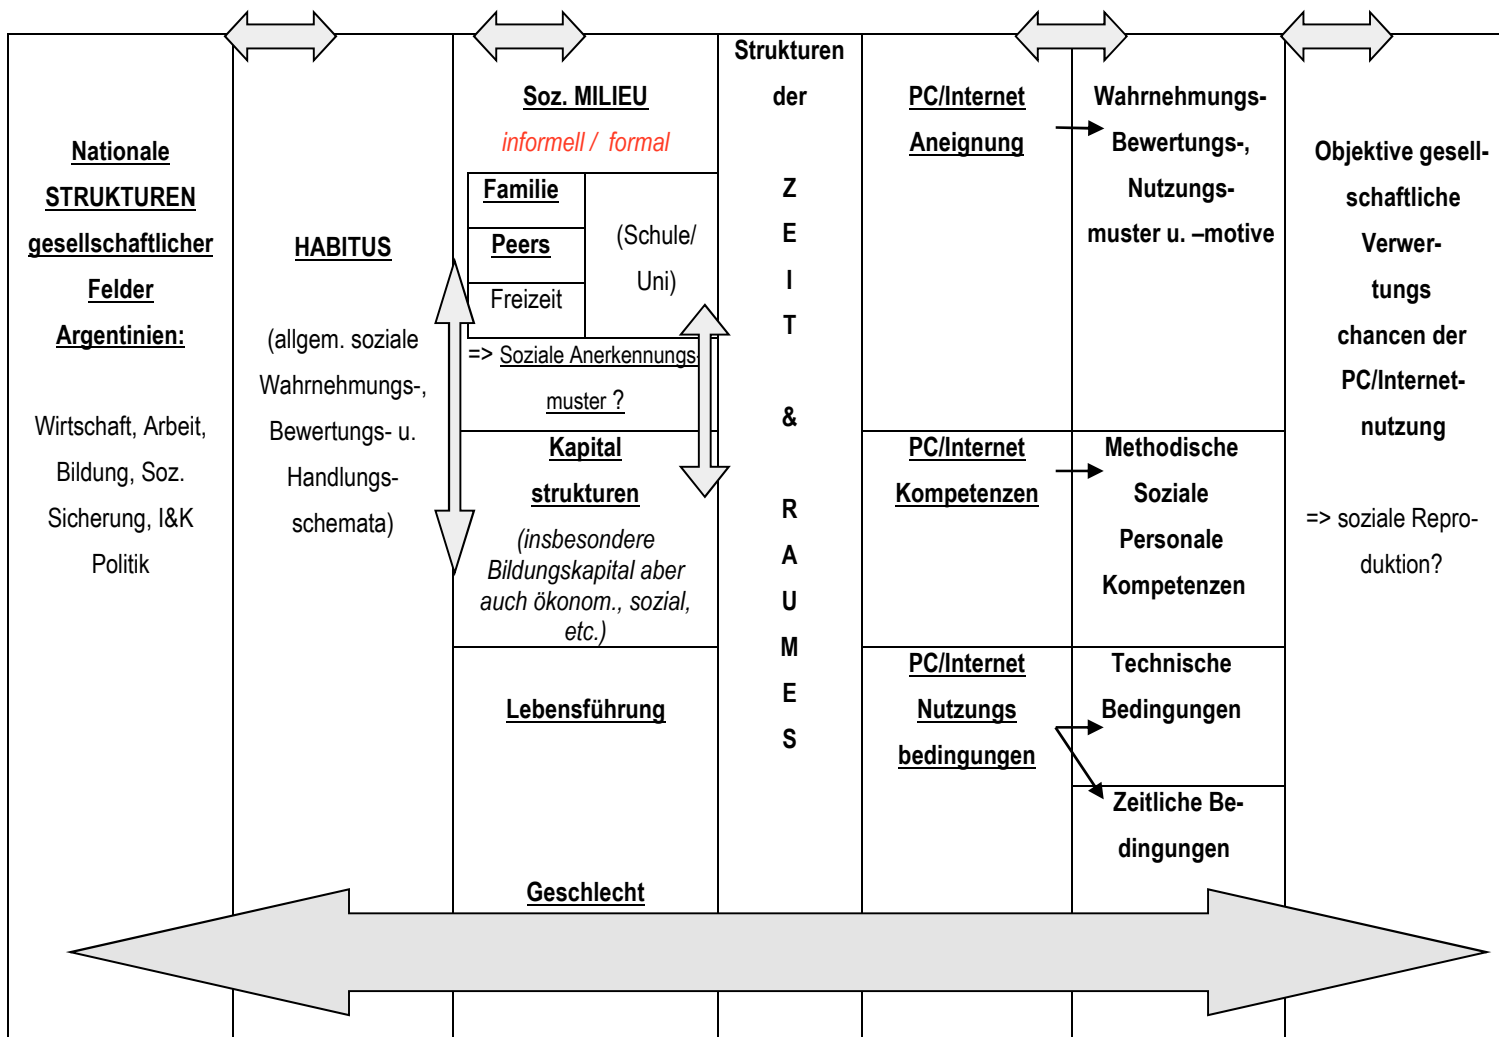 Nationale
STRUKTUREN
gesellschaftlicher
Felder
Argentinien:
Wirtschaft, Arbeit,
Bildung, Soz.
Sicherung, I&K
Politik
HABITUS
(allgem. soziale
Wahrnehmungs-,
Bewertungs- u.
Handlungs-
schemata)
Soz. MILIEU
informell / formal
Familie
Peers
Freizeit
(Schule/
Uni)
=> Soziale Anerkennungs-
muster ?
Kapital
strukturen
(insbesondere
Bildungskapital aber
auch ökonom., sozial,
etc.)
Lebensführung
Geschlecht
Strukturen
der
Z
E
I
T
&
R
A
U
M
E
S
PC/Internet
Aneignung
PC/Internet
Kompetenzen
PC/Internet
Nutzungs
bedingungen
Wahrnehmungs-
Bewertungs-,
Nutzungs-
muster u. –motive
Methodische
Soziale
Personale
Kompetenzen
Technische
Bedingungen
Zeitliche Be-
dingungen
Objektive gesell-
schaftliche
Verwer-
tungs
chancen der
PC/Internet-
nutzung
=> soziale Repro-
duktion?